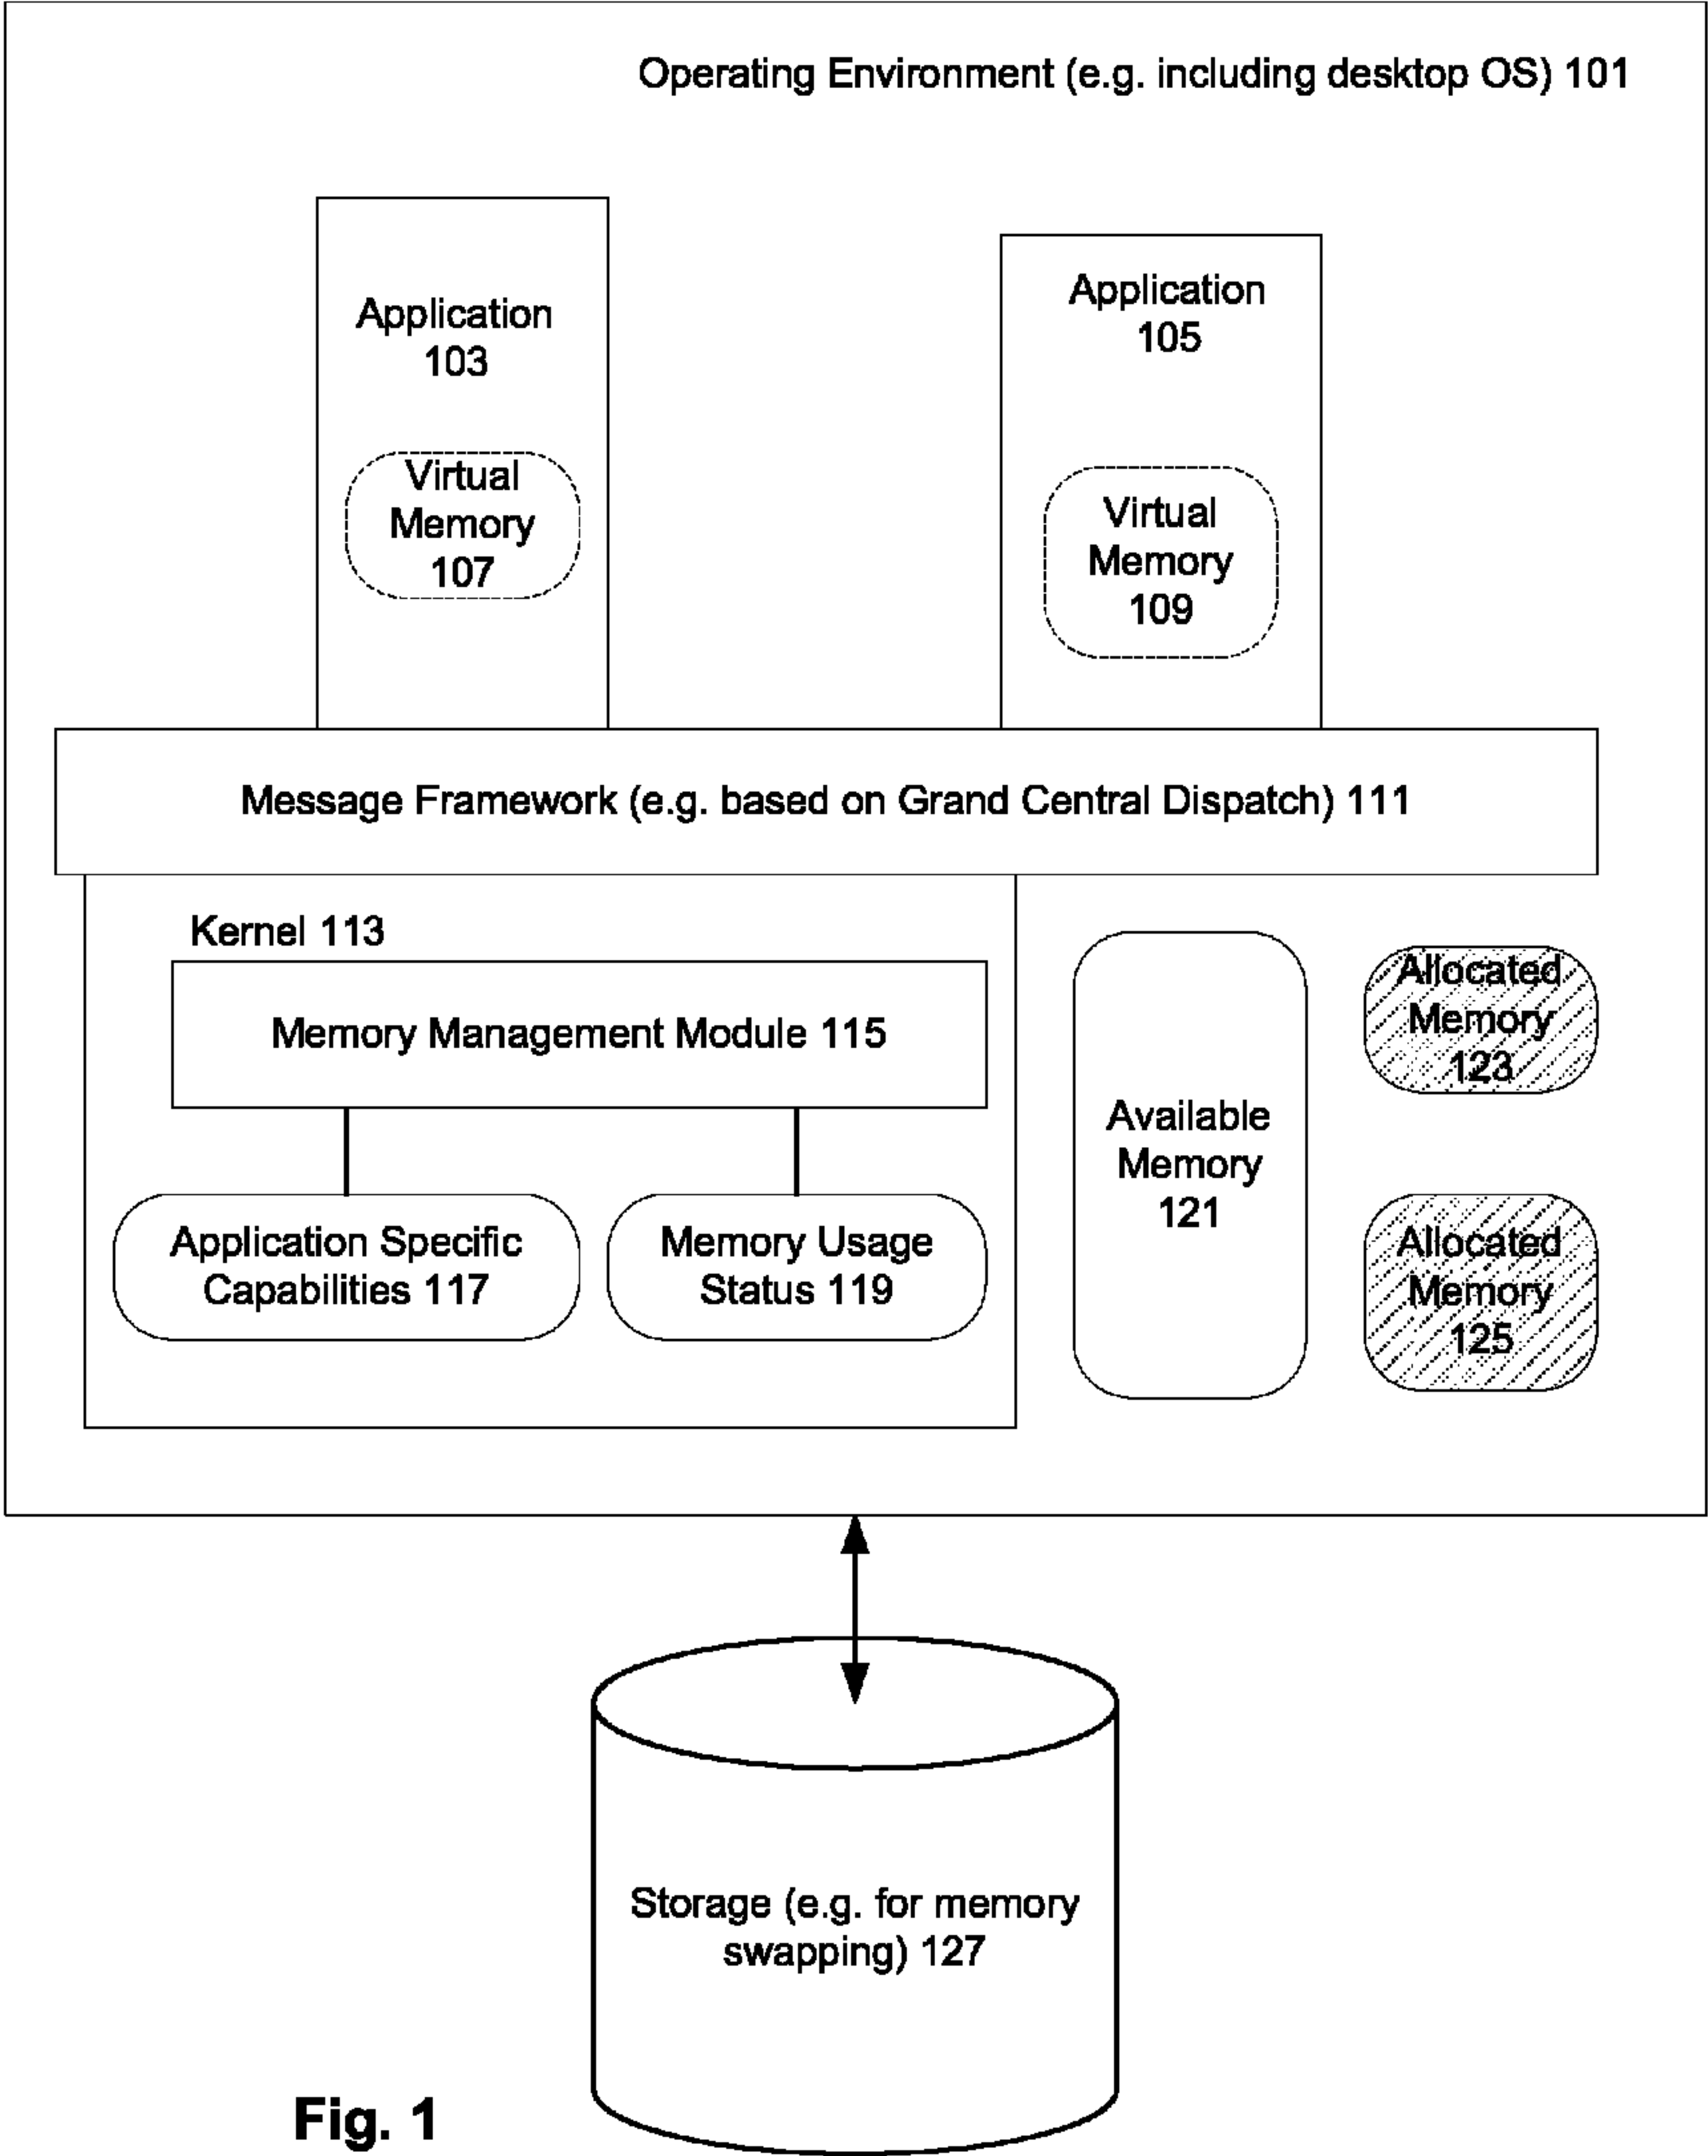 Operating Environment (e.g. including desktop OS) 101
Application
103
Virtual
Memory
107
Application
105
Virtual
Memory
109
Message Framework (e.g. based on Grand Central Dispatch) 111
Kernel 113
Memory Management Module 115
Application Specific
Capabilities 117
Memory Usage
Status 119
Available
Memory
121
Allocated
Memory
123
Allocated
Memory
125
Storage (e.g. for memory
swapping) 127
Fig. 1